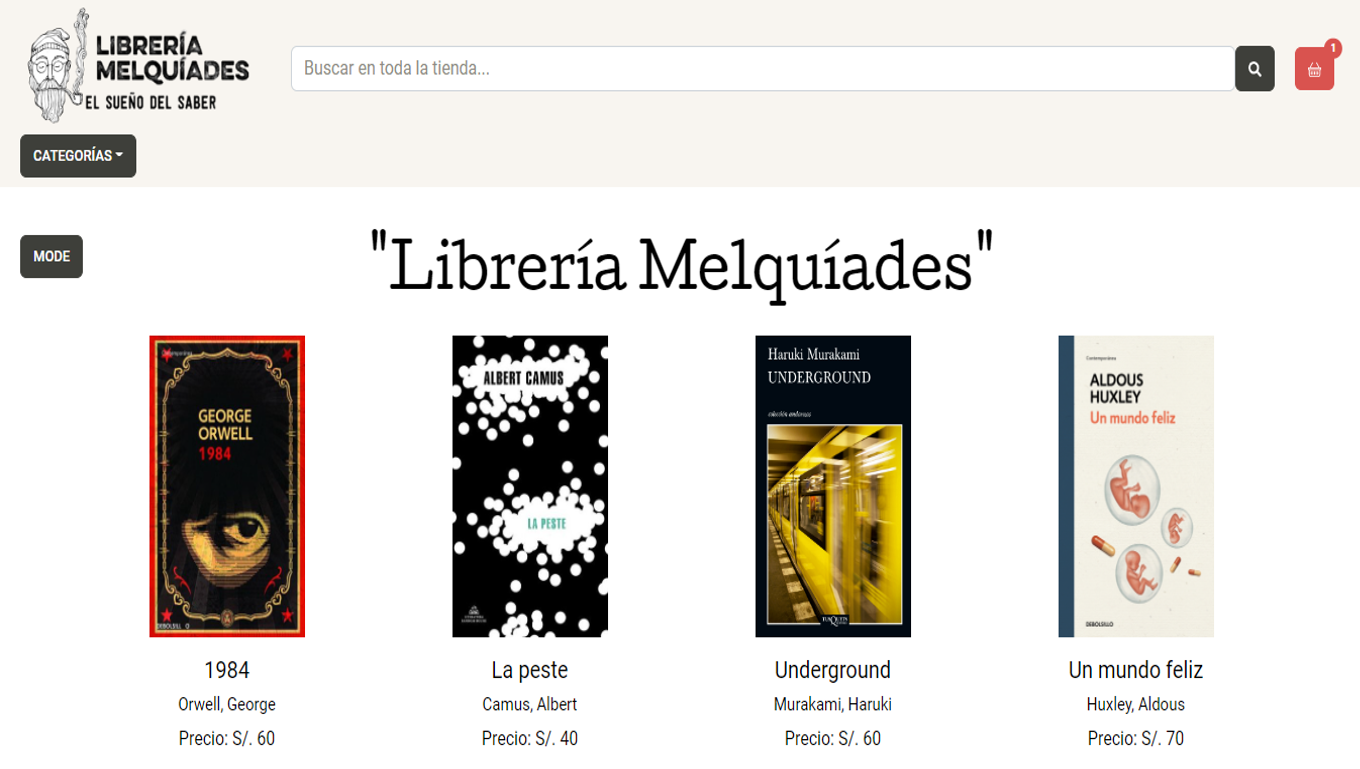 LIBRERÍA
MELQUÍADES
EL SUEÑO DEL SABER
Buscar en toda la tienda...
1
CATEGORÍAS
MODE
"Librería Melquíades"
Contemporánea
GEORGE
ORWELL
1984
DEBOLSILLO
ALBERT CAMUS
LA PESTE
Haruki Murakami
UNDERGROUND
colección andanzas
TUSQUETS
Contemporánea
ALDOUS
HUXLEY
Un mundo feliz
DEBOLSILLO
1984
Orwell, George
Precio: S/. 60
La peste
Camus, Albert
Precio: S/. 40
Underground
Murakami, Haruki
Precio: S/. 60
Un mundo feliz
Huxley, Aldous
Precio: S/. 70